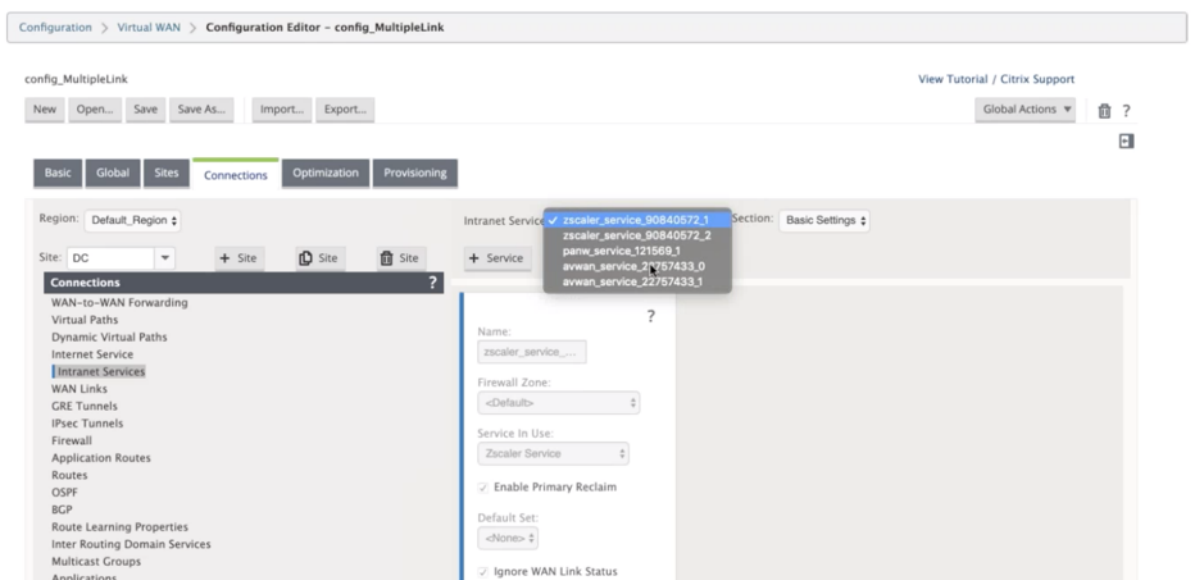 Configuration > Virtual WAN > Configuration Editor – config_MultipleLink
config_MultipleLink
View Tutorial / Citrix Support
New Open... Save Save As... Import... Export... Global Actions ?
Basic Global Sites Connections Optimization Provisioning
Region: Default_Region
Site: DC + Site Site Site
Connections ?
WAN-to-WAN Forwarding
Virtual Paths
Dynamic Virtual Paths
Internet Service
Intranet Services
WAN Links
GRE Tunnels
IPsec Tunnels
Firewall
Application Routes
Routes
OSPF
BGP
Route Learning Properties
Inter Routing Domain Services
Multicast Groups
Applications
Intranet Service ✓ zscaler_service_90840572_1 Section: Basic Settings
zscaler_service_90840572_2
panw_service_121569_1
avwan_service_22757433_0
avwan_service_22757433_1
+ Service
?
Name:
zscaler_service_...
Firewall Zone:
<Default>
Service In Use:
Zscaler Service
Enable Primary Reclaim
Default Set:
<None>
Ignore WAN Link Status